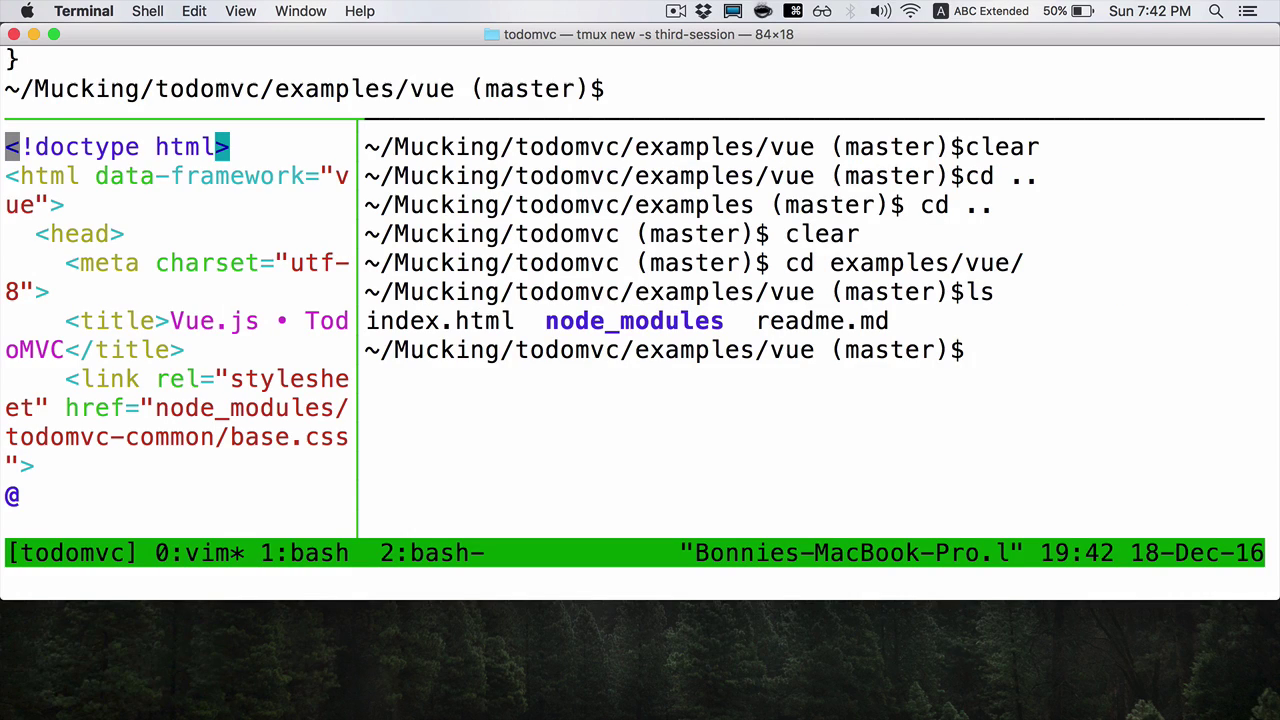 Terminal Shell Edit View Window Help A ABC Extended 50% Sun 7:42 PM
todomvc — tmux new -s third-session — 84×18
}
~/Mucking/todomvc/examples/vue (master)$
<!doctype html>
<html data-framework="v
ue">
<head>
<meta charset="utf-
8">
<title>Vue.js • Tod
oMVC</title>
<link rel="styleshe
et" href="node_modules/
todomvc-common/base.css
">
@
~/Mucking/todomvc/examples/vue (master)$clear
~/Mucking/todomvc/examples/vue (master)$cd ..
~/Mucking/todomvc/examples (master)$ cd ..
~/Mucking/todomvc (master)$ clear
~/Mucking/todomvc (master)$ cd examples/vue/
~/Mucking/todomvc/examples/vue (master)$ls
index.html node_modules readme.md
~/Mucking/todomvc/examples/vue (master)$
[todomvc] 0:vim* 1:bash 2:bash- "Bonnies-MacBook-Pro.l" 19:42 18-Dec-16